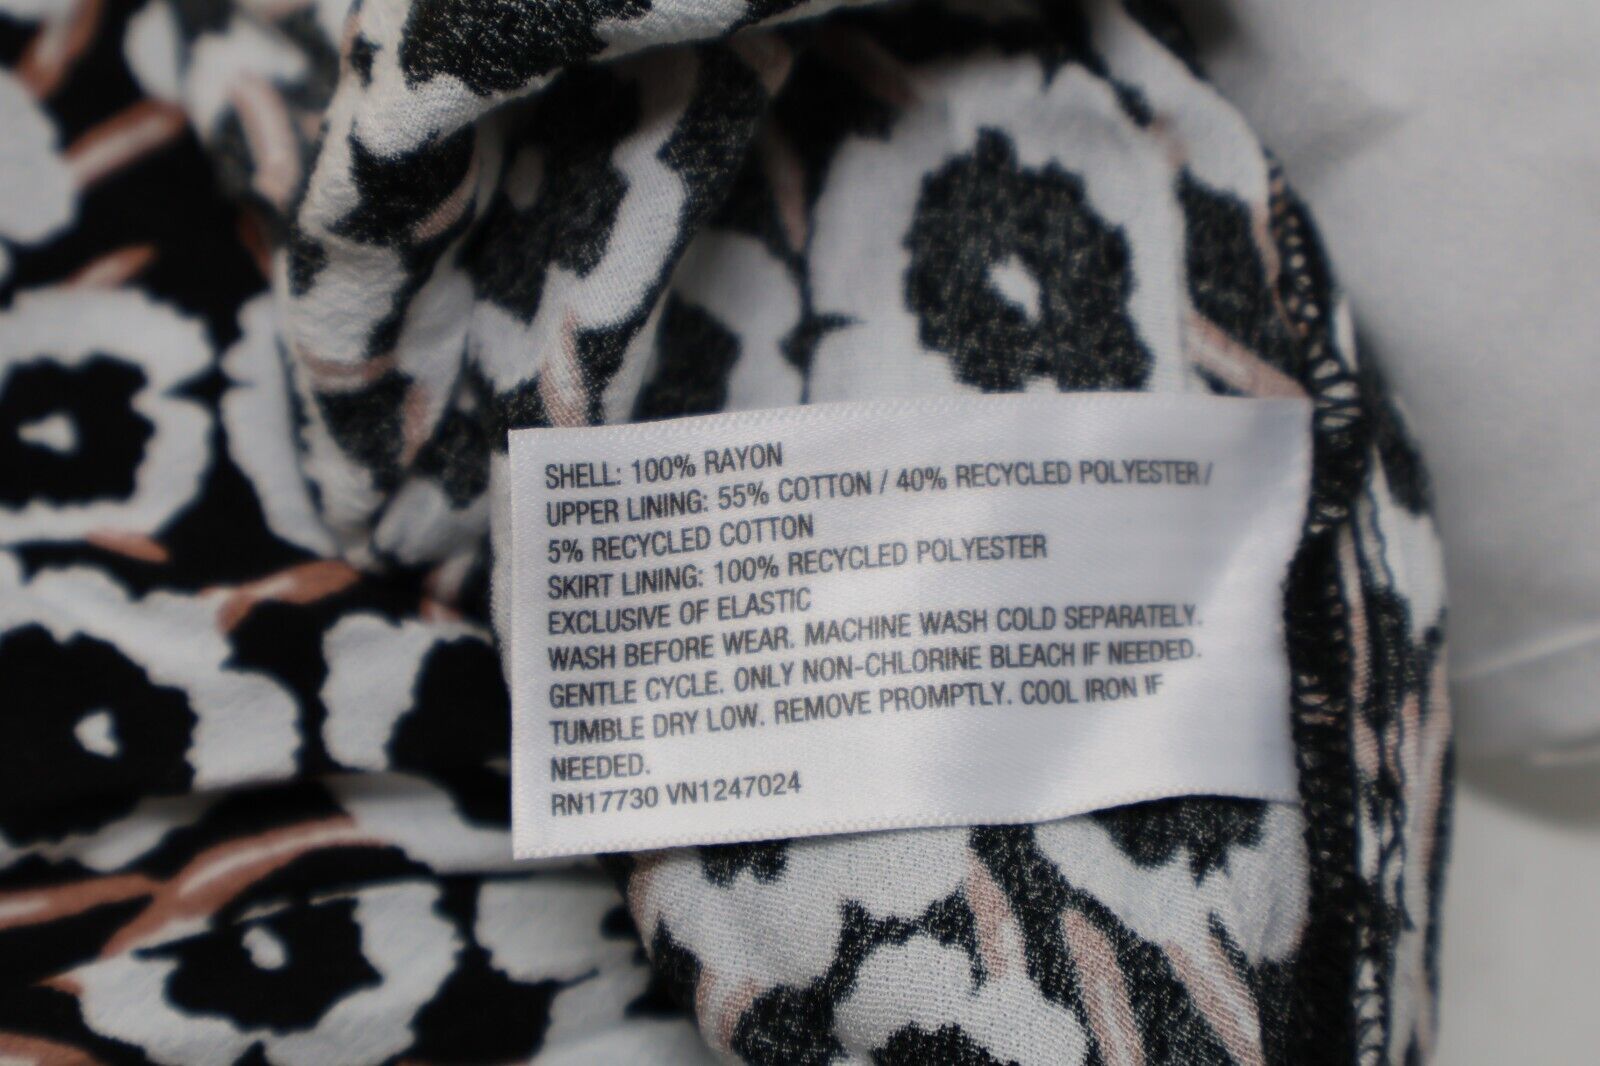 SHELL: 100% RAYON
UPPER LINING: 55% COTTON / 40% RECYCLED POLYESTER /
5% RECYCLED COTTON
SKIRT LINING: 100% RECYCLED POLYESTER
EXCLUSIVE OF ELASTIC
WASH BEFORE WEAR. MACHINE WASH COLD SEPARATELY.
GENTLE CYCLE. ONLY NON-CHLORINE BLEACH IF NEEDED.
TUMBLE DRY LOW. REMOVE PROMPTLY. COOL IRON IF
NEEDED.
RN17730 VN1247024